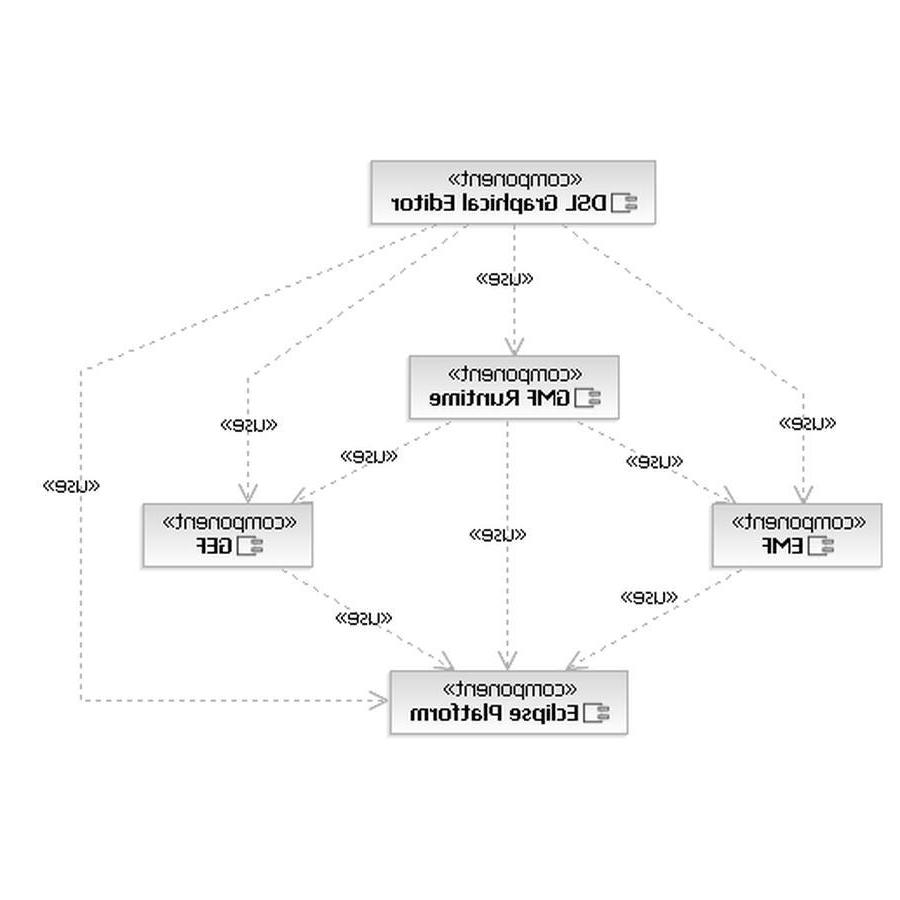 «component»
DSL Graphical Editor
«use»
«component»
GMF Runtime
«use»
«use»
«use»
«use»
«use»
«component»
GEF
«use»
«component»
EMF
«use»
«use»
«component»
Eclipse Platform